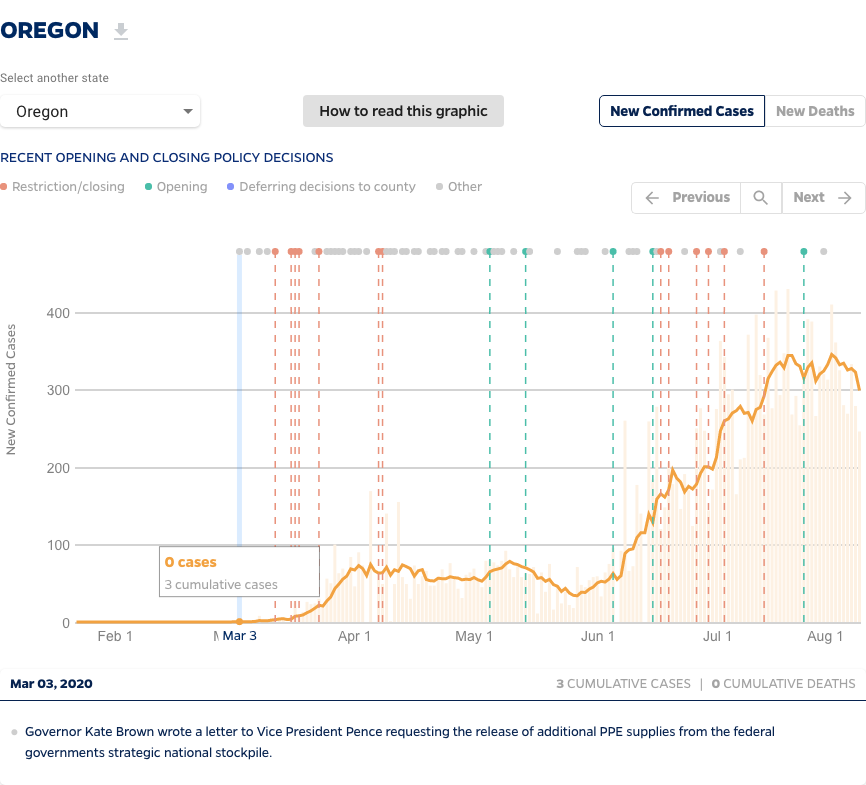 OREGON
Select another state
Oregon
How to read this graphic
New Confirmed Cases
New Deaths
RECENT OPENING AND CLOSING POLICY DECISIONS
Restriction/closing
Opening
Deferring decisions to county
Other
Previous
Next
New Confirmed Cases
400
300
200
100
0
0 cases
3 cumulative cases
Feb 1
Mar 3
Apr 1
May 1
Jun 1
Jul 1
Aug 1
Mar 03, 2020
3 CUMULATIVE CASES | 0 CUMULATIVE DEATHS
Governor Kate Brown wrote a letter to Vice President Pence requesting the release of additional PPE supplies from the federal
governments strategic national stockpile.